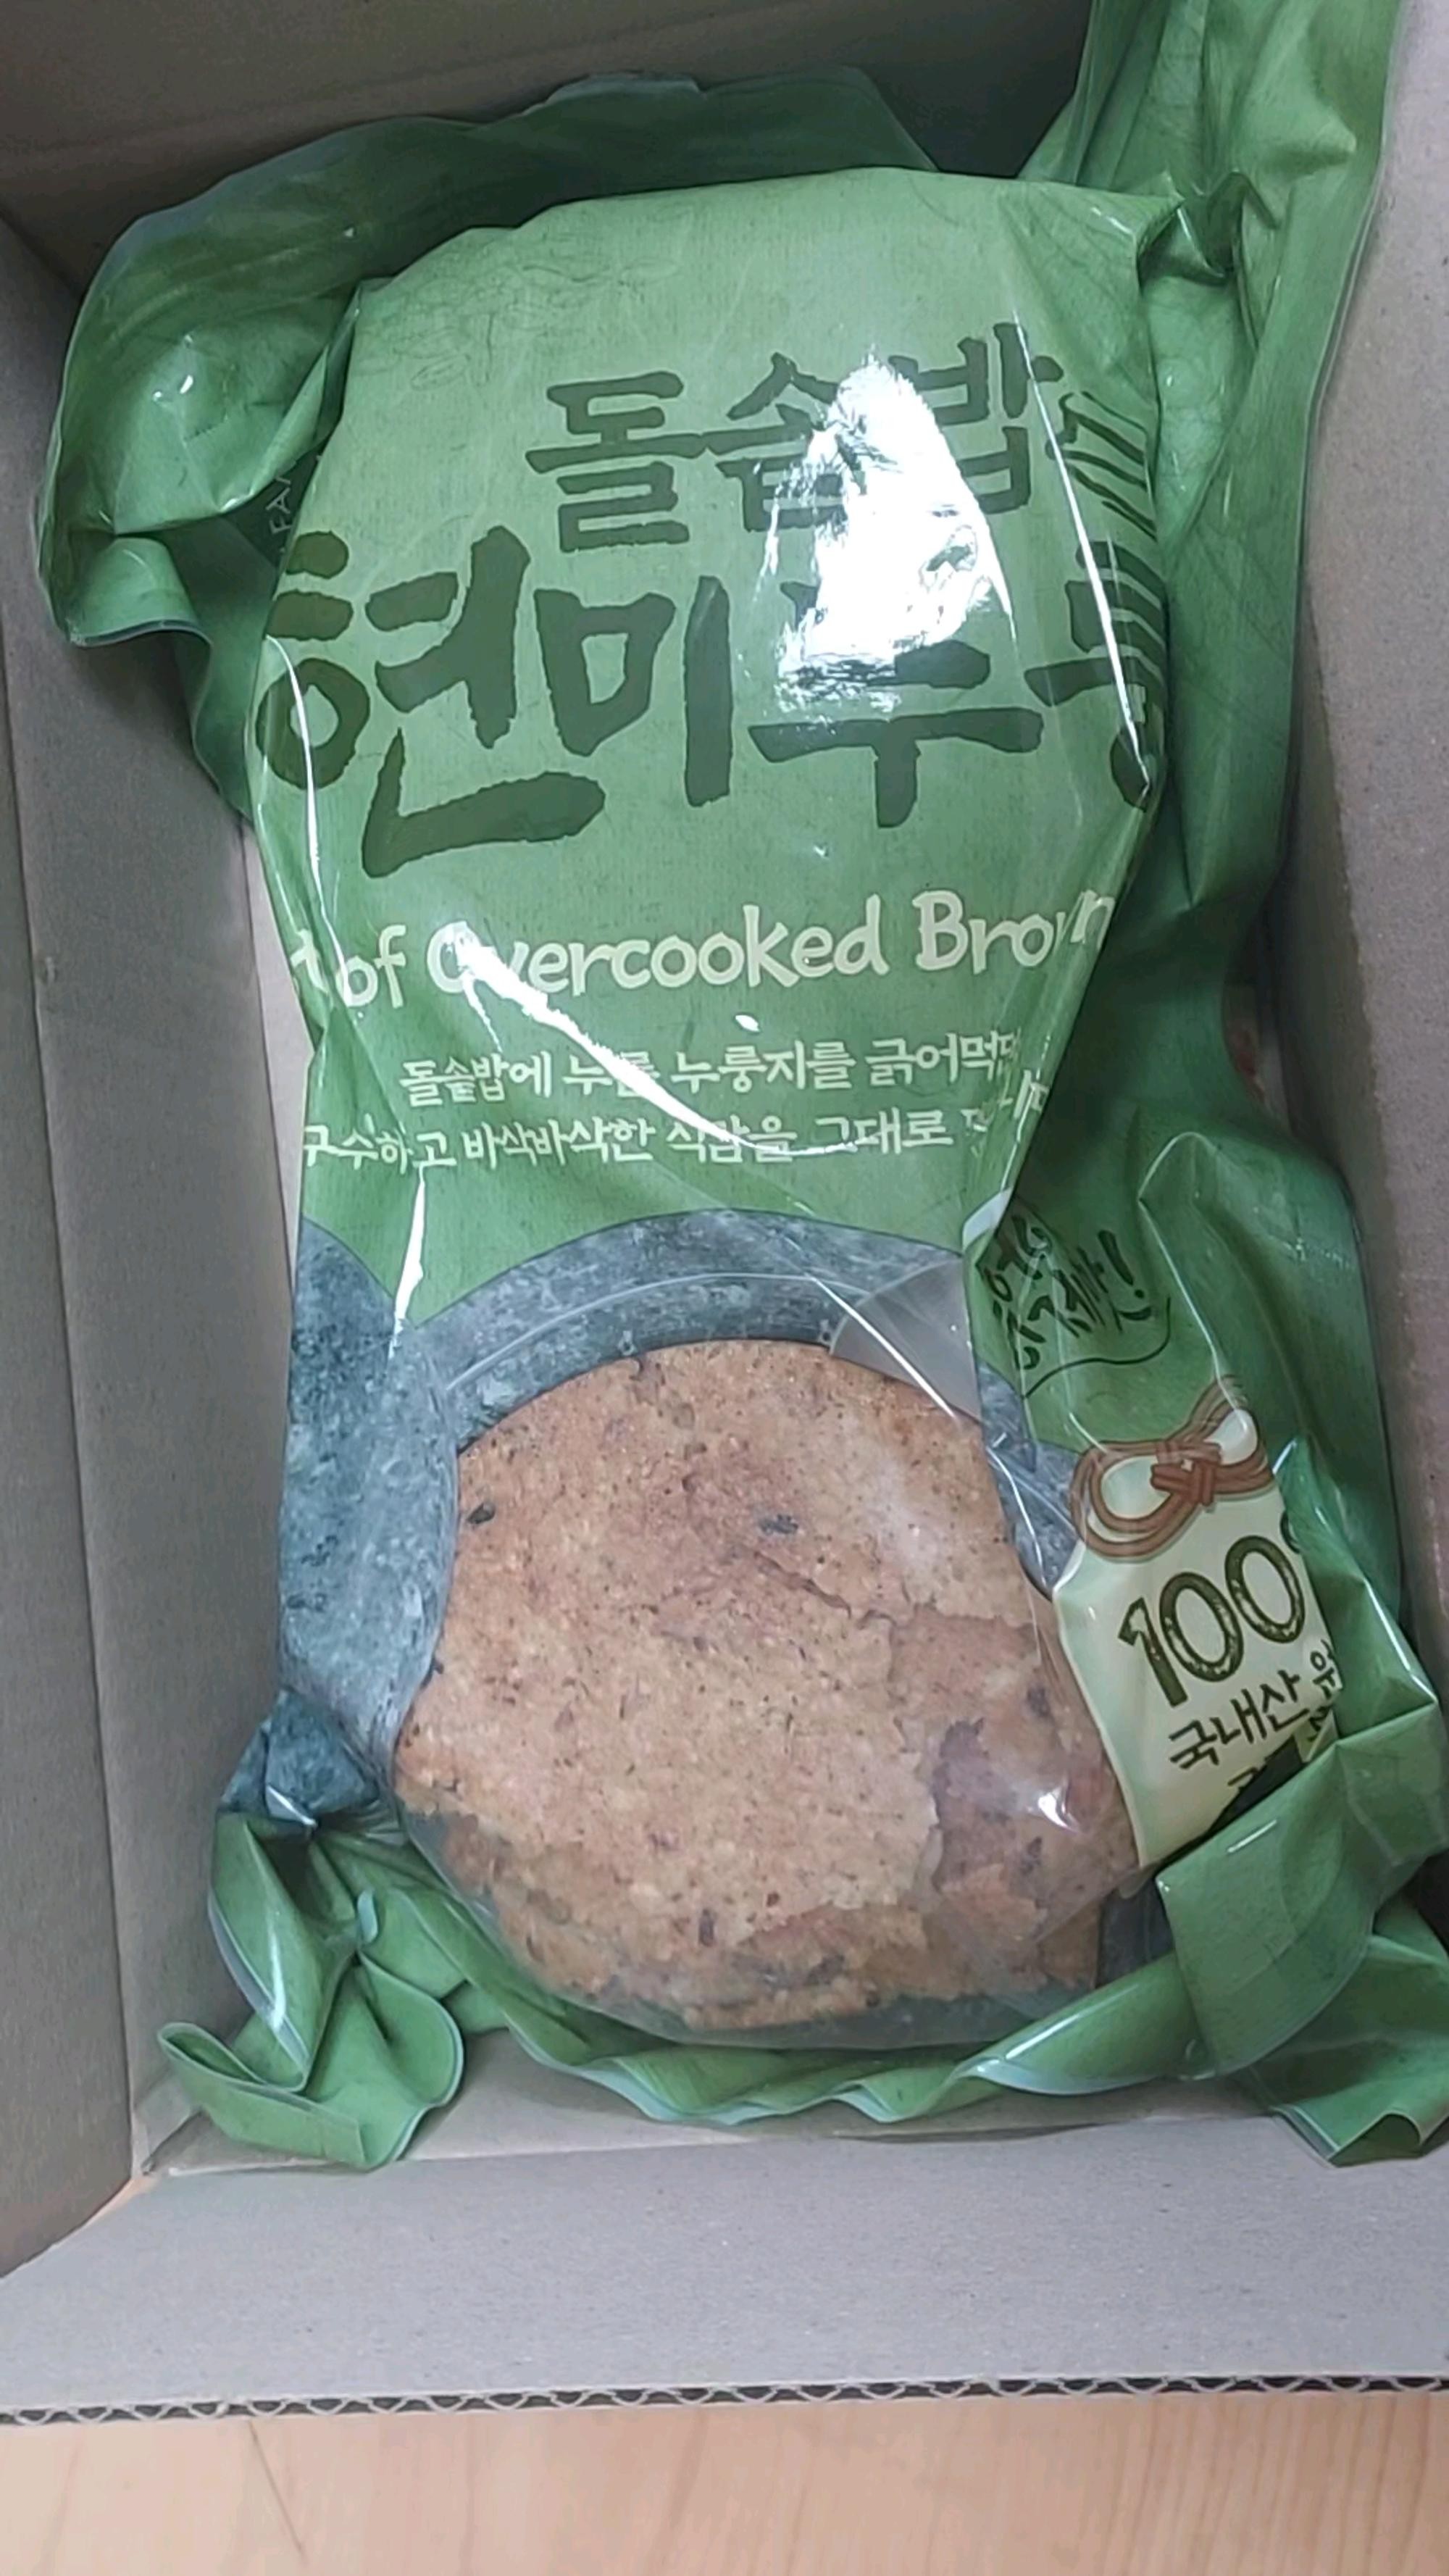 돌솥밥
현미누룽
of Overcooked Brown
돌솥밥에 누른 누룽지를 긁어먹던
구수하고 바삭바삭한 식감을 그대로
100%
국내산